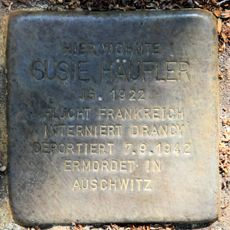 HIER WOHNTE
SUSIE HÄUFLER
JG. 1922
FLUCHT FRANKREICH
INTERNIERT DRANCY
DEPORTIERT 7.9.1942
ERMORDET IN
AUSCHWITZ